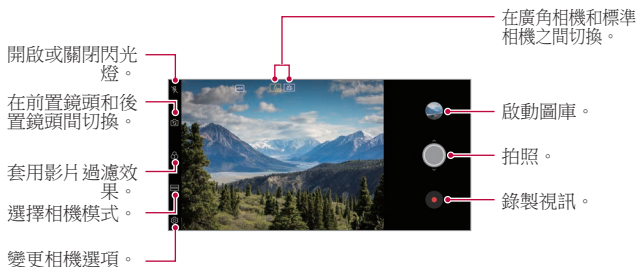 在廣角相機和標準
相機之間切換。
開啟或關閉閃光
燈。
在前置鏡頭和後
置鏡頭間切換。
套用影片過濾效
果。
選擇相機模式。
變更相機選項。
啟動圖庫。
拍照。
錄製視訊。